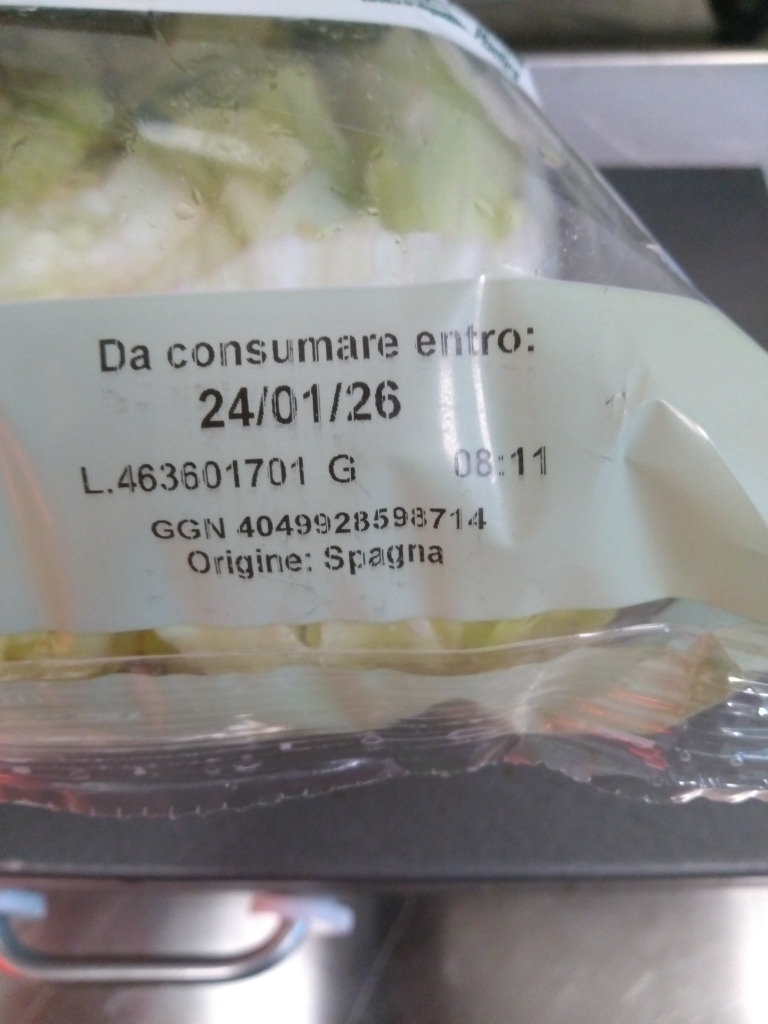 Da consumare entro:
24/01/26
L.463601701 G 08:11
GGN 4049928598714
Origine: Spagna